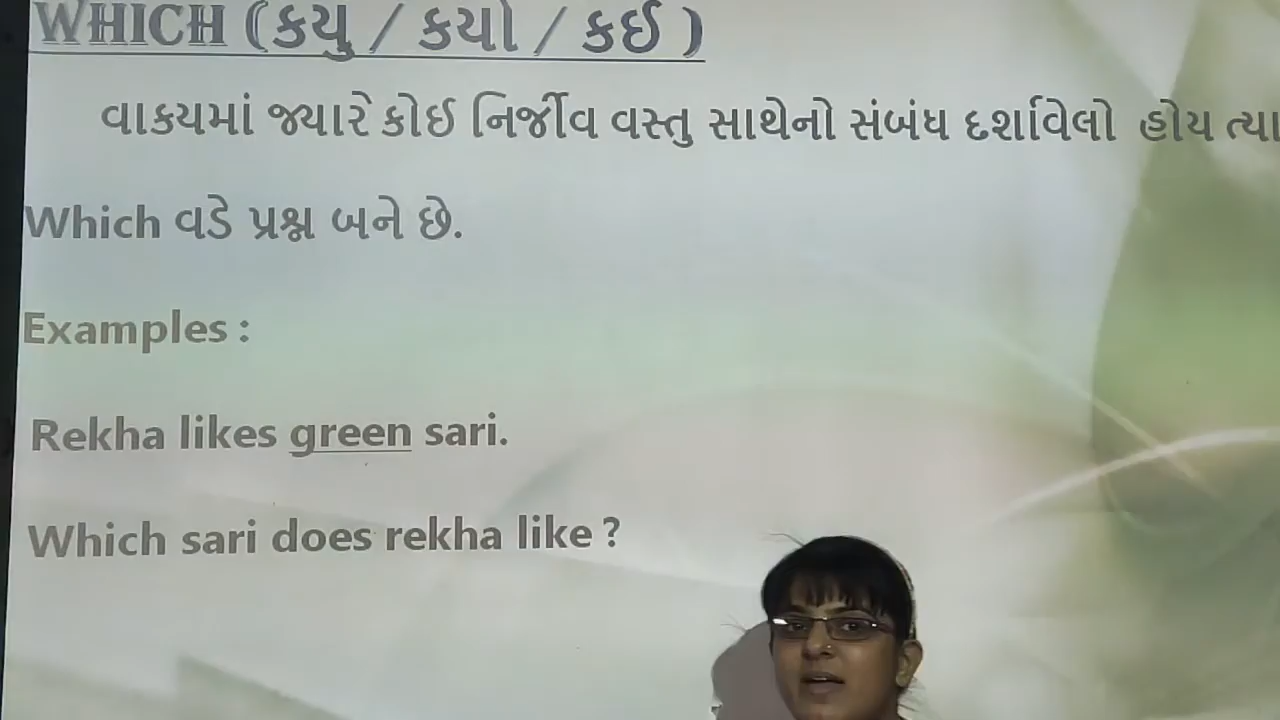 WHICH (કયુ / કયો / કઈ )
વાકયમાં જ્યારે કોઈ નિર્જીવ વસ્તુ સાથેનો સંબંધ દર્શાવેલો હોય
Which વડે પ્રશ્ન બને છે.
Examples :
Rekha likes green sari.
Which sari does rekha like ?